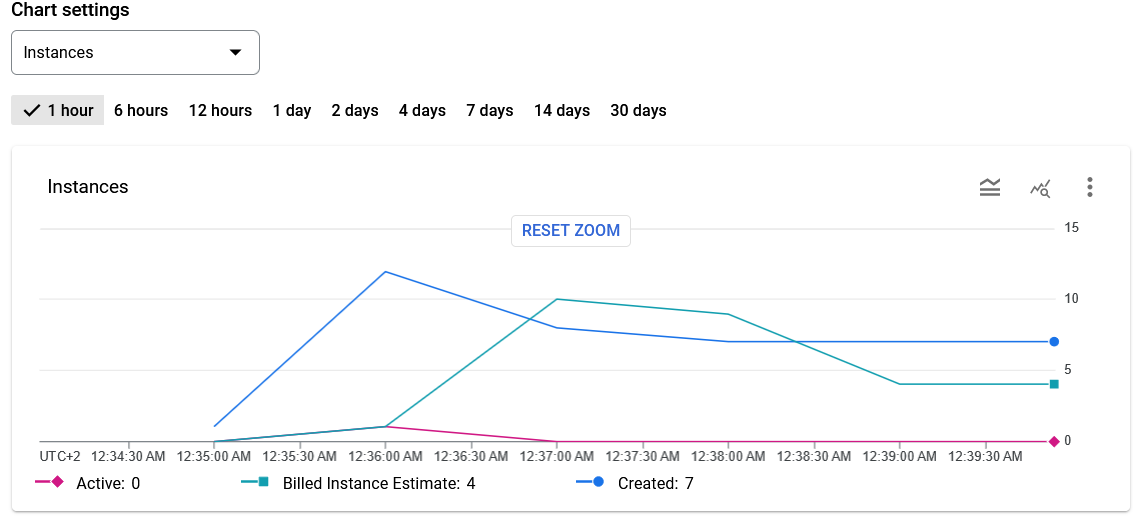 Chart settings
Instances
1 hour 6 hours 12 hours 1 day 2 days 4 days 7 days 14 days 30 days
Instances
RESET ZOOM
15
10
5
0
UTC+2 12:34:30 AM 12:35:00 AM 12:35:30 AM 12:36:00 AM 12:36:30 AM 12:37:00 AM 12:37:30 AM 12:38:00 AM 12:38:30 AM 12:39:00 AM 12:39:30 AM
Active: 0 Billed Instance Estimate: 4 Created: 7